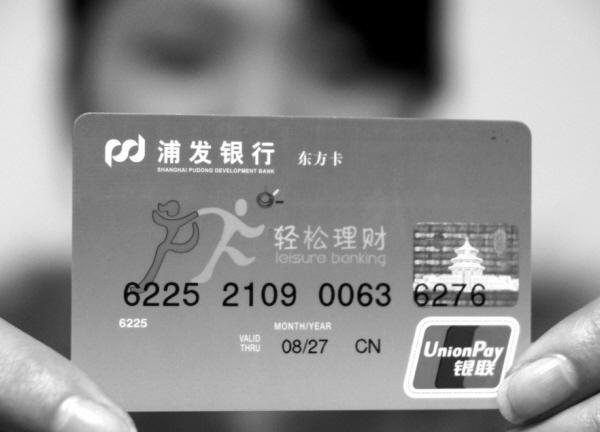 浦发银行 东方卡
SHANGHAI PUDONG DEVELOPMENT BANK
轻松理财
leisure banking
6225 2109 0063 6276
6225
MONTH/YEAR
VALID THRU 08/27 CN
UnionPay
银联